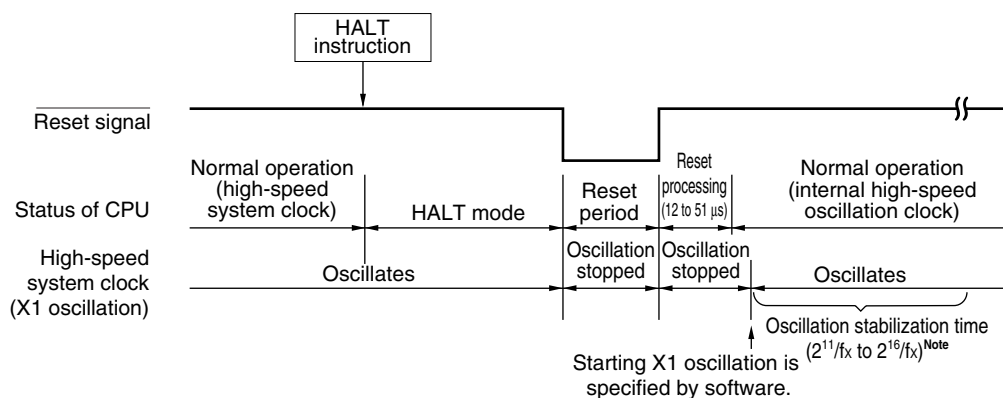 HALT
instruction
Reset signal
Normal operation
(high-speed
system clock)
HALT mode
Reset
period
Reset
processing
(12 to 51 μs)
Normal operation
(internal high-speed
oscillation clock)
Status of CPU
High-speed
system clock
(X1 oscillation)
Oscillates
Oscillation
stopped
Oscillation
stopped
Oscillates
Oscillation stabilization time
(2¹¹/fx to 2¹⁶/fx)ᴺᵒᵗᵉ
Starting X1 oscillation is
specified by software.